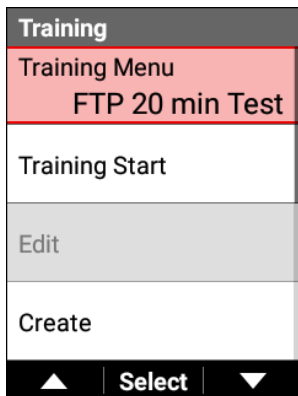 Training
Training Menu
FTP 20 min Test
Training Start
Edit
Create
Select